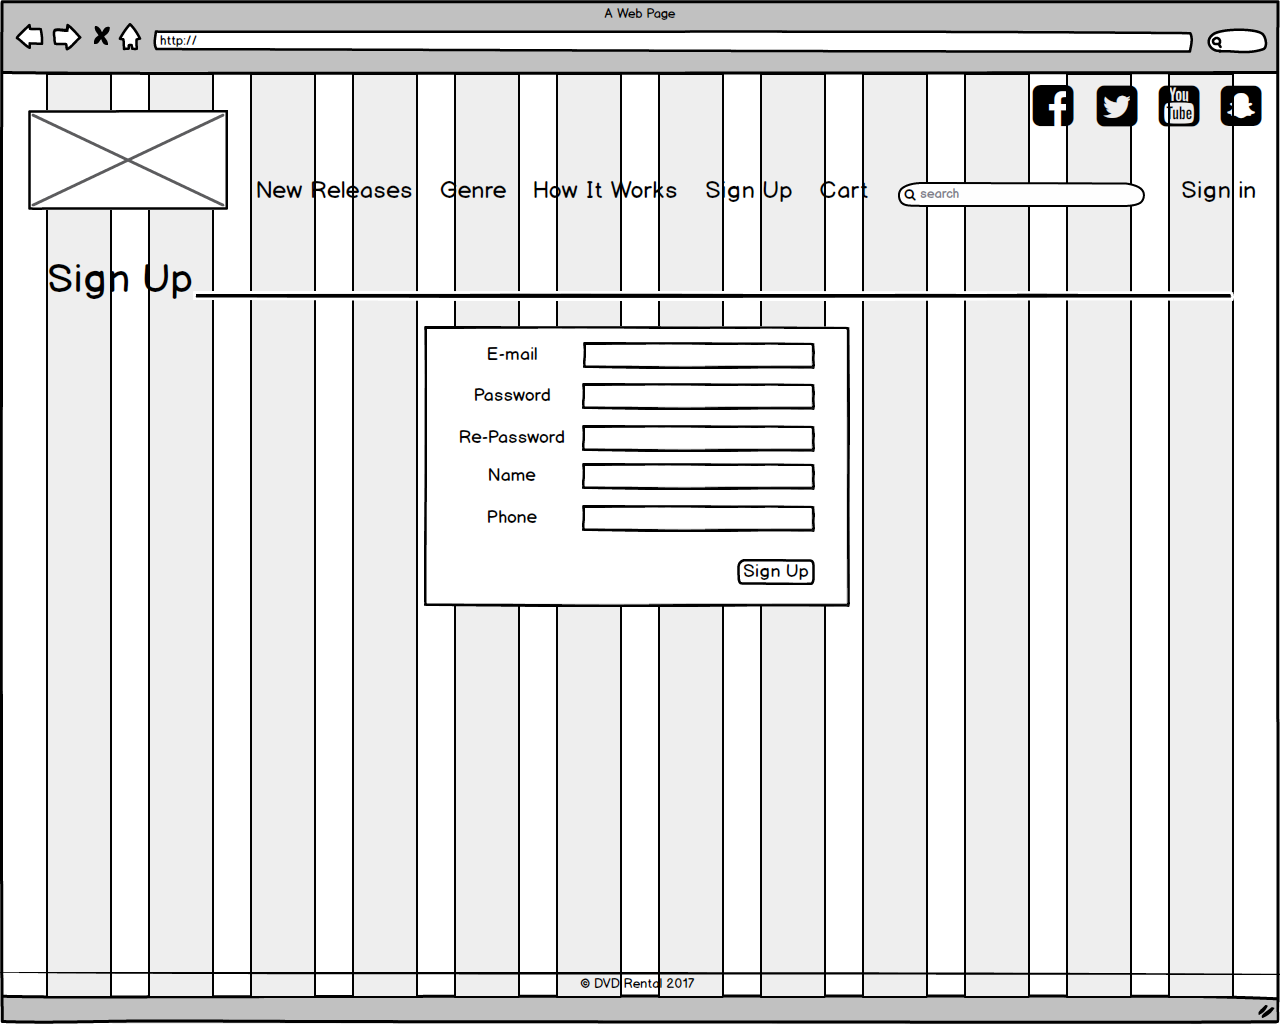 A Web Page
http://
You
Tube
New Releases Genre How It Works Sign Up Cart search Sign in
Sign Up
E-mail
Password
Re-Password
Name
Phone
Sign Up
© DVD Rental 2017